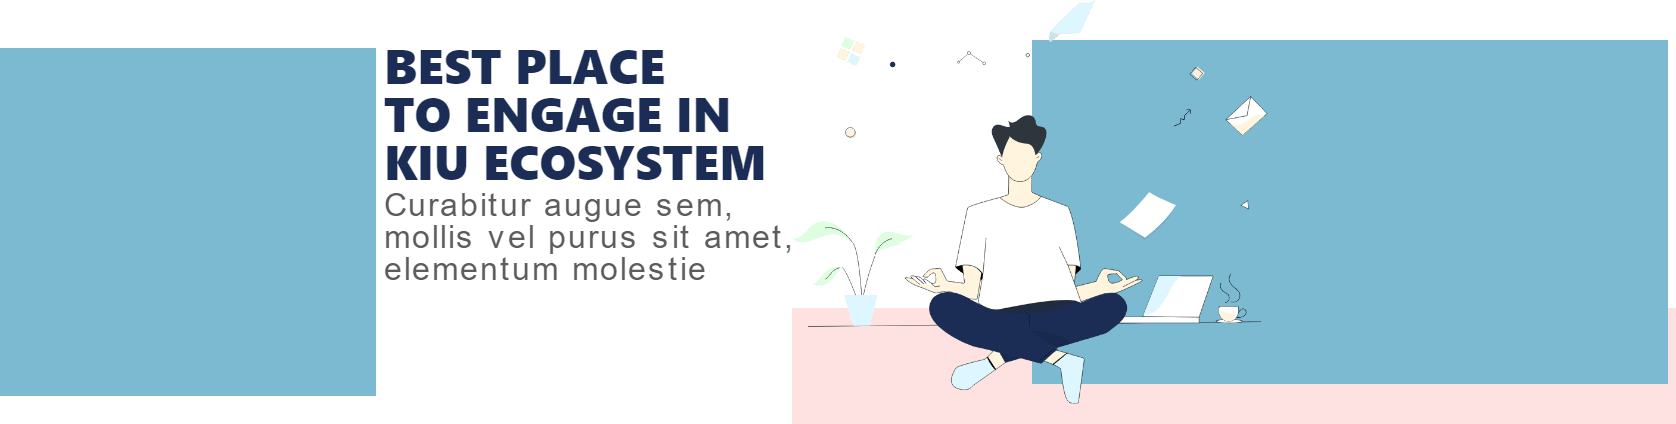 BEST PLACE
TO ENGAGE IN
KIU ECOSYSTEM
Curabitur augue sem,
mollis vel purus sit amet,
elementum molestie